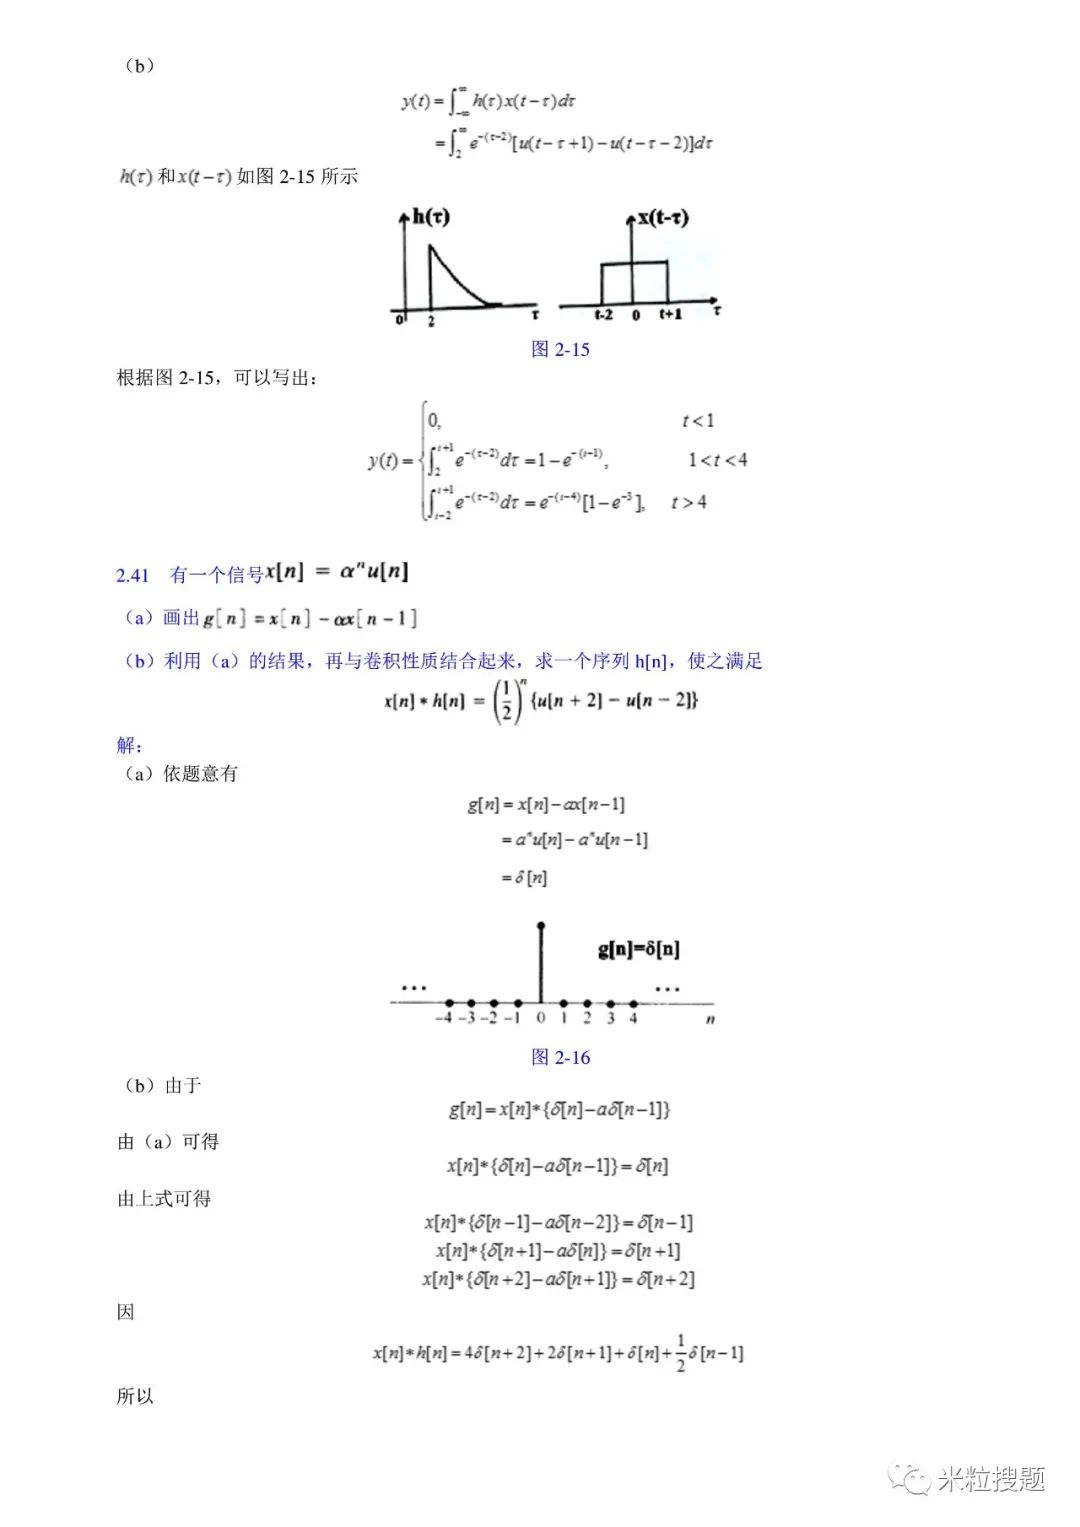 （b）
y(t) = ∫_{-∞}^{∞} h(τ)x(t−τ)dτ
= ∫_{2}^{∞} e^{-(τ-2)}[u(t−τ+1)−u(t−τ−2)]dτ
h(τ) 和 x(t−τ) 如图 2-15 所示
h(τ) x(t-τ)
0 2 τ t-2 0 t+1 τ
图 2-15
根据图 2-15，可以写出：
0, t<1
y(t) = { ∫_{2}^{t+1} e^{-(τ-2)}dτ = 1−e^{-(t-1)}, 1<t<4
∫_{t-2}^{t+1} e^{-(τ-2)}dτ = e^{-(t-4)}[1−e^{-3}], t>4
2.41 有一个信号x[n] = α^n u[n]
（a）画出 g[n] = x[n] − αx[n−1]
（b）利用（a）的结果，再与卷积性质结合起来，求一个序列 h[n]，使之满足
x[n] * h[n] = (1/2)^n {u[n + 2] − u[n − 2]}
解：
（a）依题意有
g[n] = x[n]−αx[n−1]
= a^n u[n]−a^n u[n−1]
= δ[n]
g[n]=δ[n]
... ...
-4 -3 -2 -1 0 1 2 3 4 n
图 2-16
（b）由于
g[n] = x[n]*{δ[n]−aδ[n−1]}
由（a）可得
x[n]*{δ[n]−aδ[n−1]} = δ[n]
由上式可得
x[n]*{δ[n−1]−aδ[n−2]} = δ[n−1]
x[n]*{δ[n+1]−aδ[n]} = δ[n+1]
x[n]*{δ[n+2]−aδ[n+1]} = δ[n+2]
因
x[n]*h[n] = 4δ[n+2]+2δ[n+1]+δ[n]+1/2 δ[n−1]
所以
米粒搜题